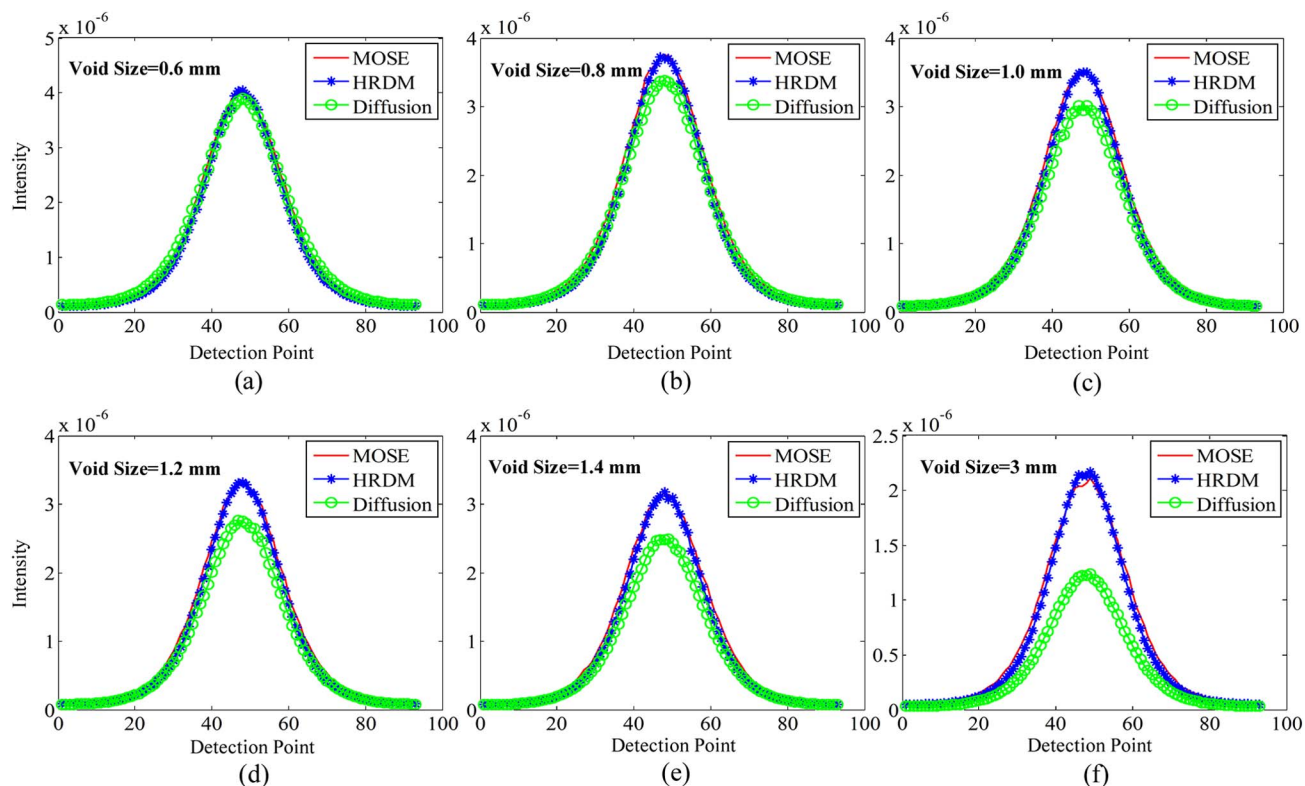 x 10-6
5
4
3
2
1
0
Intensity
Void Size=0.6 mm
MOSE
HRDM
Diffusion
0 20 40 60 80 100
Detection Point
(a)
x 10-6
4
3
2
1
0
Void Size=0.8 mm
MOSE
HRDM
Diffusion
0 20 40 60 80 100
Detection Point
(b)
x 10-6
4
3
2
1
0
Void Size=1.0 mm
MOSE
HRDM
Diffusion
0 20 40 60 80 100
Detection Point
(c)
x 10-6
4
3
2
1
0
Intensity
Void Size=1.2 mm
MOSE
HRDM
Diffusion
0 20 40 60 80 100
Detection Point
(d)
x 10-6
4
3
2
1
0
Void Size=1.4 mm
MOSE
HRDM
Diffusion
0 20 40 60 80 100
Detection Point
(e)
x 10-6
2.5
2
1.5
1
0.5
0
Void Size=3 mm
MOSE
HRDM
Diffusion
0 20 40 60 80 100
Detection Point
(f)